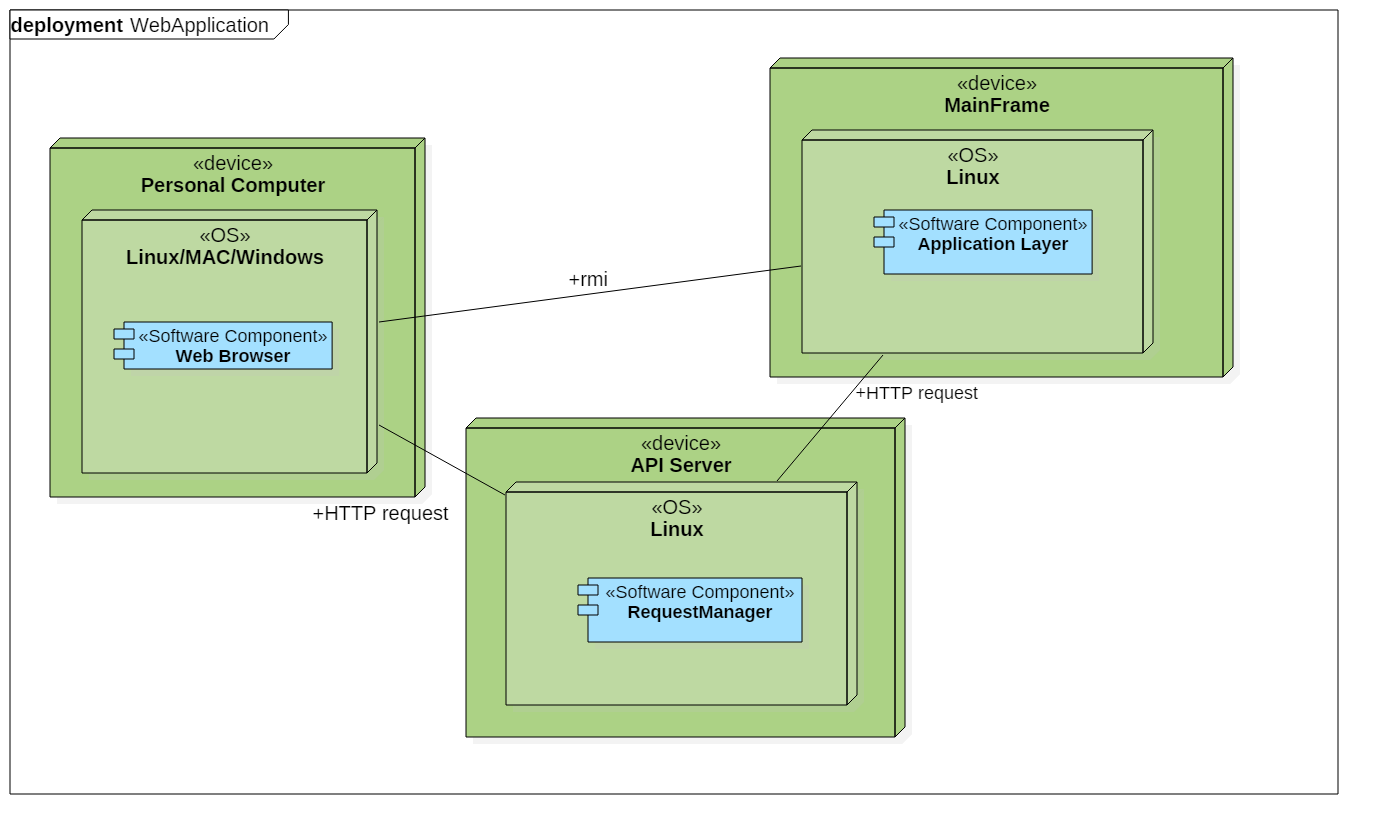 deployment WebApplication
«device»
MainFrame
«OS»
Linux
«Software Component»
Application Layer
«device»
Personal Computer
«OS»
Linux/MAC/Windows
«Software Component»
Web Browser
+rmi
+HTTP request
+HTTP request
«device»
API Server
«OS»
Linux
«Software Component»
RequestManager